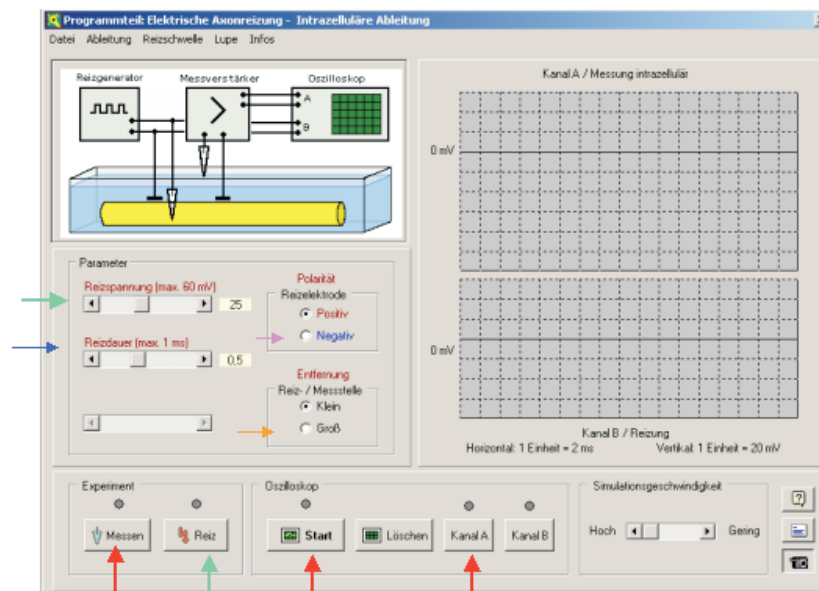 Programmteil: Elektrische Axonreizung - Intrazelluläre Ableitung
Datei Ableitung Reizschwelle Lupe Infos
Reizgenerator Messverstärker Oszilloskop
A
B
Kanal A / Messung intrazellulär
0 mV
0 mV
Kanal B / Reizung
Horizontal: 1 Einheit = 2 ms Vertikal: 1 Einheit = 20 mV
Parameter
Reizspannung (max. 60 mV)
25
Reizdauer (max. 1 ms)
0,5
Polarität
Reizelektrode
Positiv
Negativ
Entfernung
Reiz- / Messstelle
Klein
Groß
Experiment
Messen Reiz
Oszilloskop
Start Löschen Kanal A Kanal B
Simulationsgeschwindigkeit
Hoch Gering
?